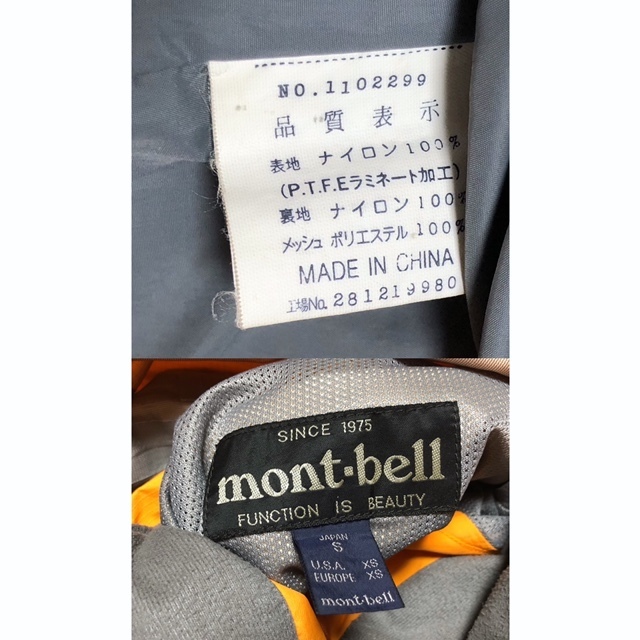 NO.1102299
品質表示
表地 ナイロン100%
(P.T.F.Eラミネート加工)
裏地 ナイロン100%
メッシュ ポリエステル100%
MADE IN CHINA
工場No. 281219980
SINCE 1975
mont-bell
FUNCTION IS BEAUTY
JAPAN
S
U.S.A. XS
EUROPE XS
mont-bell